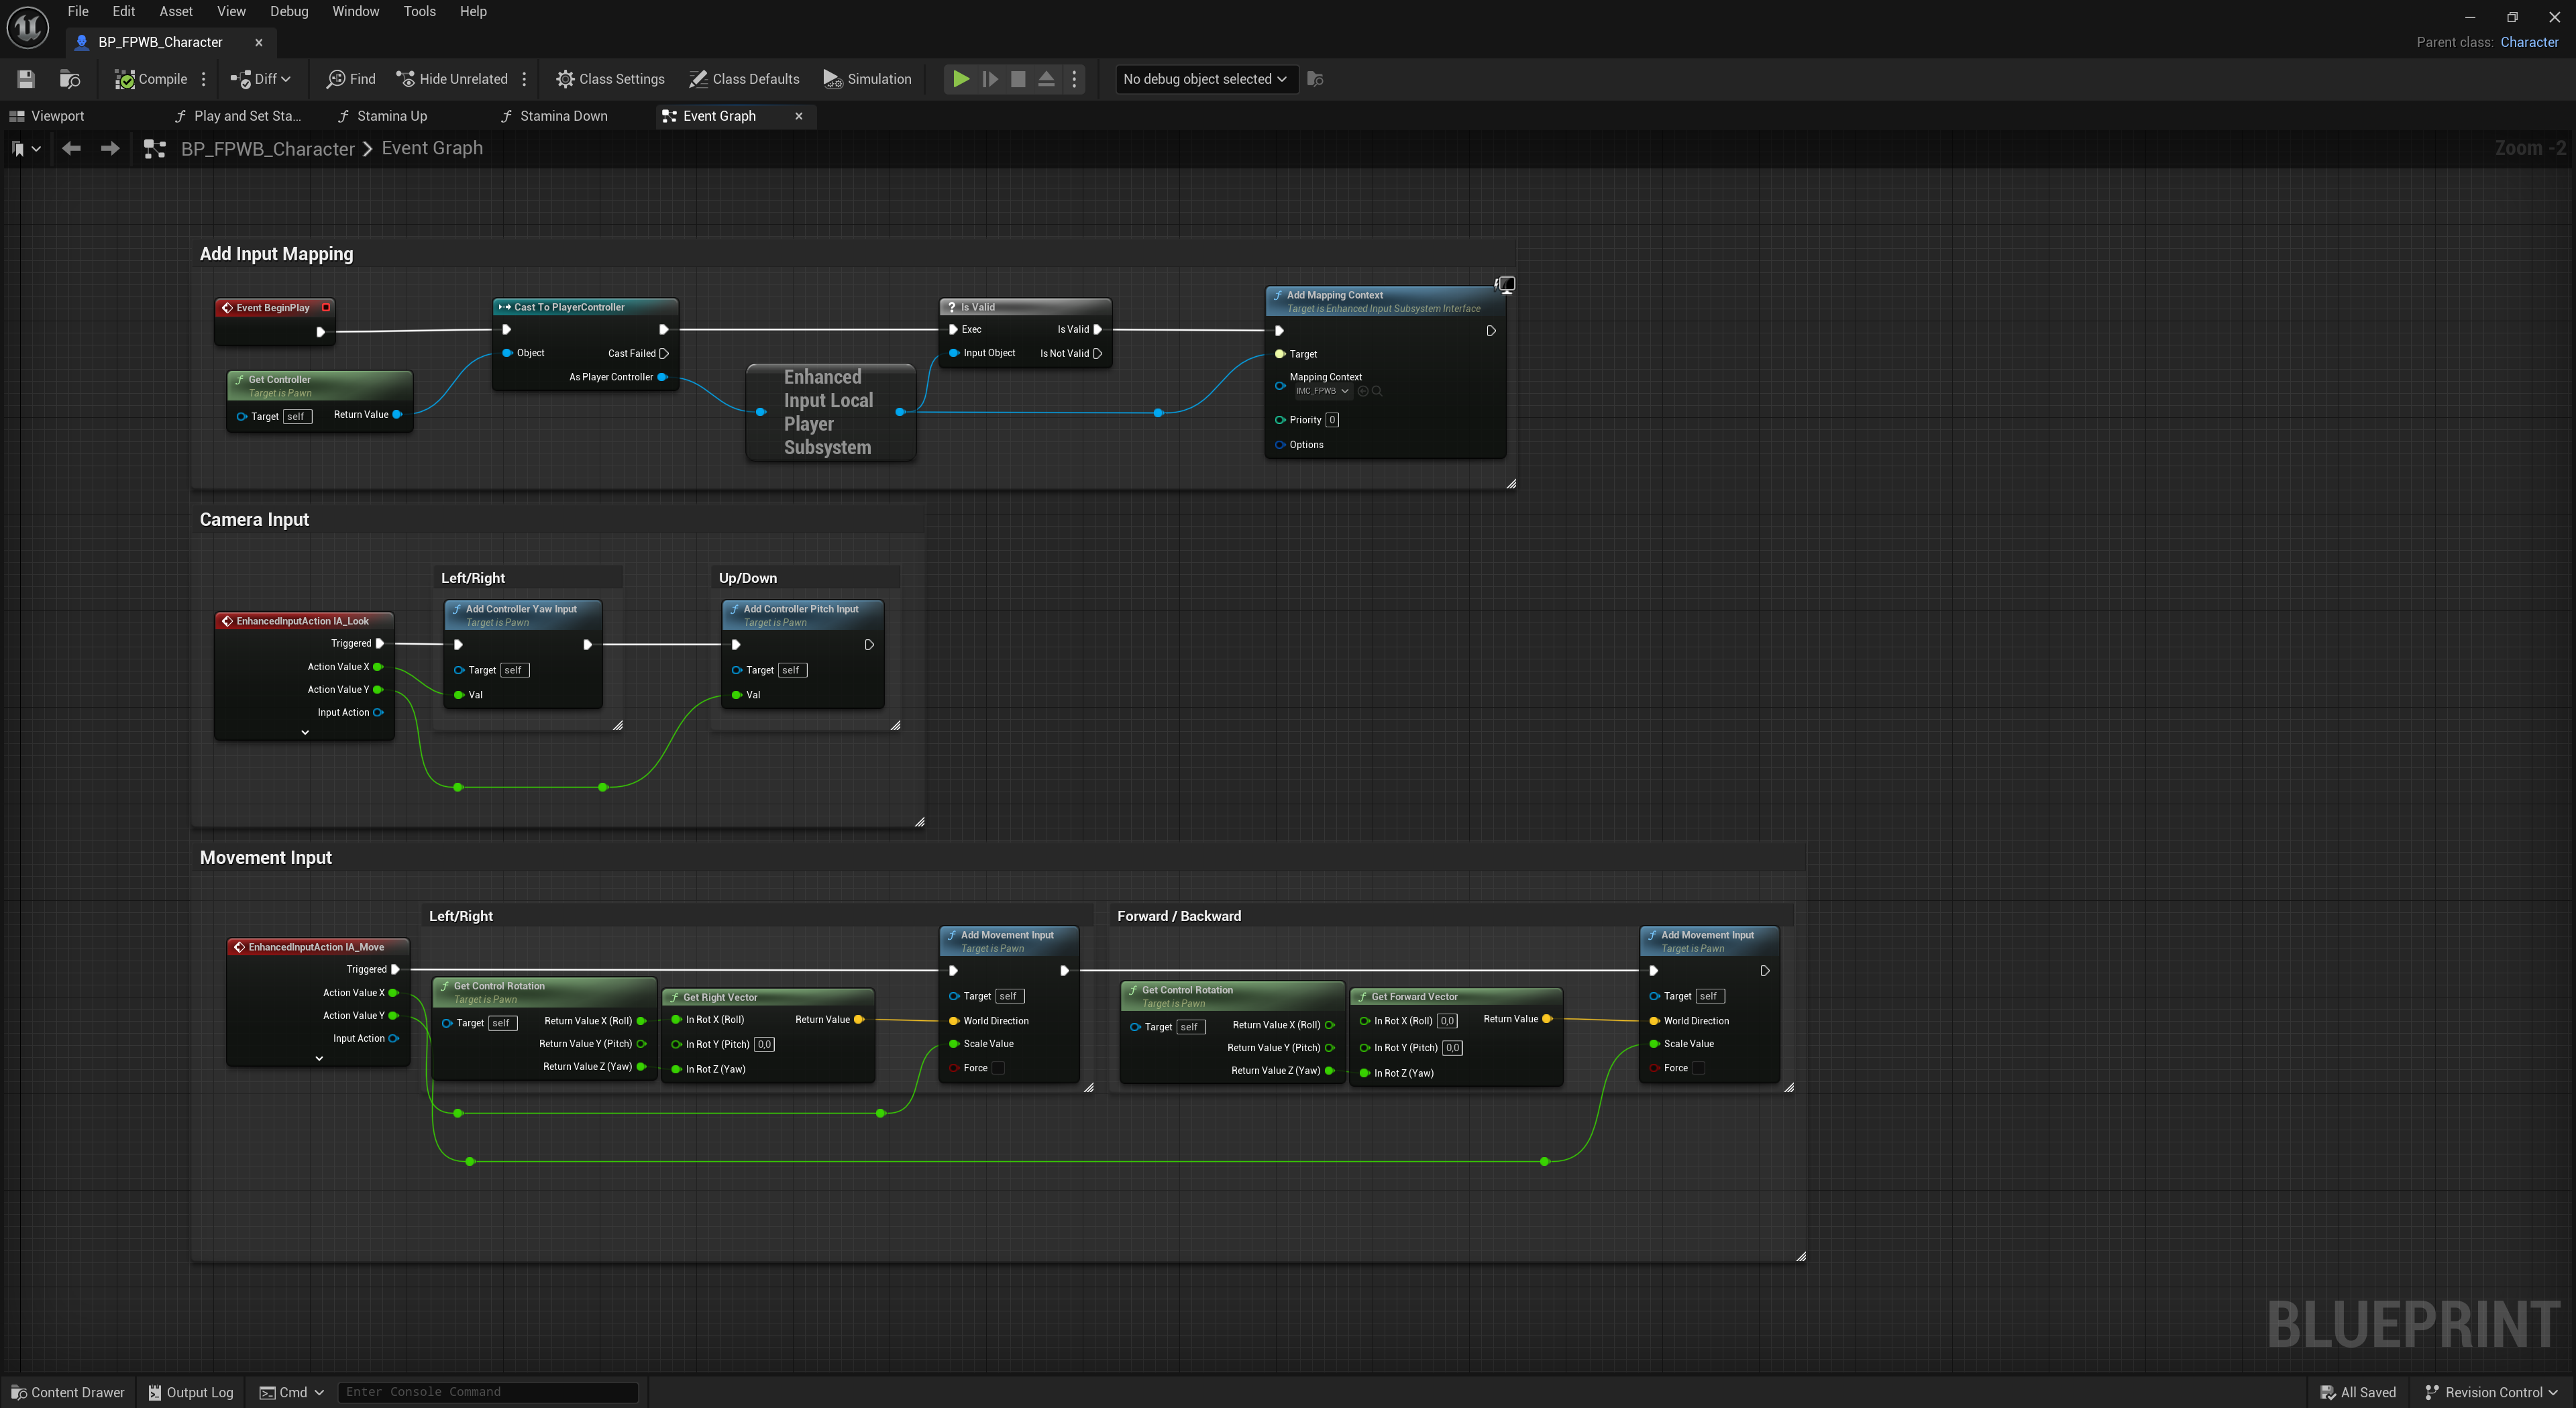 File Edit Asset View Debug Window Tools Help
BP_FPWB_Character
Parent class: Character
Compile Diff Find Hide Unrelated Class Settings Class Defaults Simulation No debug object selected
Viewport Play and Set Sta... Stamina Up Stamina Down Event Graph
BP_FPWB_Character > Event Graph
Zoom -2
Add Input Mapping
Event BeginPlay
Get Controller
Target is Pawn
Target self Return Value
Cast To PlayerController
Object Cast Failed
As Player Controller
Enhanced
Input Local
Player
Subsystem
Is Valid
Exec Is Valid
Input Object Is Not Valid
Add Mapping Context
Target is Enhanced Input Subsystem Interface
Target
Mapping Context
IMC_FPWB
Priority 0
Options
Camera Input
EnhancedInputAction IA_Look
Triggered
Action Value X
Action Value Y
Input Action
Left/Right
Add Controller Yaw Input
Target is Pawn
Target self
Val
Up/Down
Add Controller Pitch Input
Target is Pawn
Target self
Val
Movement Input
EnhancedInputAction IA_Move
Triggered
Action Value X
Action Value Y
Input Action
Left/Right
Get Control Rotation
Target is Pawn
Target self Return Value X (Roll)
Return Value Y (Pitch)
Return Value Z (Yaw)
Get Right Vector
In Rot X (Roll) Return Value
In Rot Y (Pitch) 0,0
In Rot Z (Yaw)
Add Movement Input
Target is Pawn
Target self
World Direction
Scale Value
Force
Forward / Backward
Get Control Rotation
Target is Pawn
Target self Return Value X (Roll)
Return Value Y (Pitch)
Return Value Z (Yaw)
Get Forward Vector
In Rot X (Roll) 0,0 Return Value
In Rot Y (Pitch) 0,0
In Rot Z (Yaw)
Add Movement Input
Target is Pawn
Target self
World Direction
Scale Value
Force
BLUEPRINT
Content Drawer Output Log Cmd Enter Console Command All Saved Revision Control